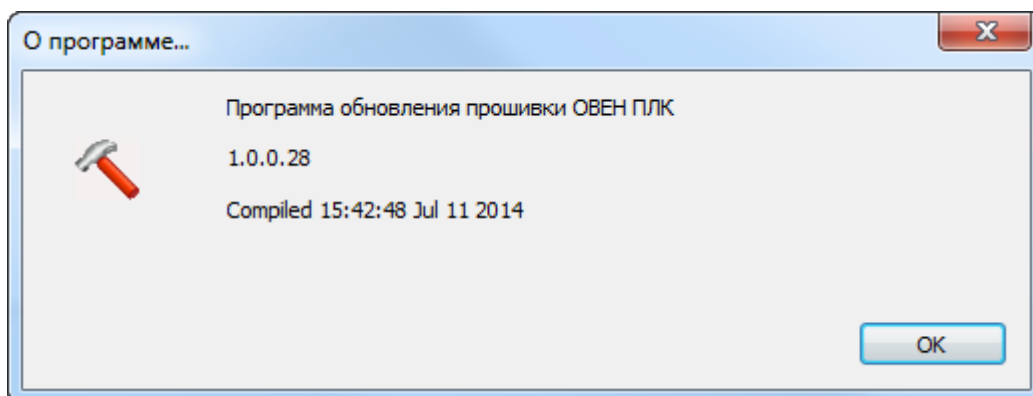 О программе...
Программа обновления прошивки ОВЕН ПЛК
1.0.0.28
Compiled 15:42:48 Jul 11 2014
OK